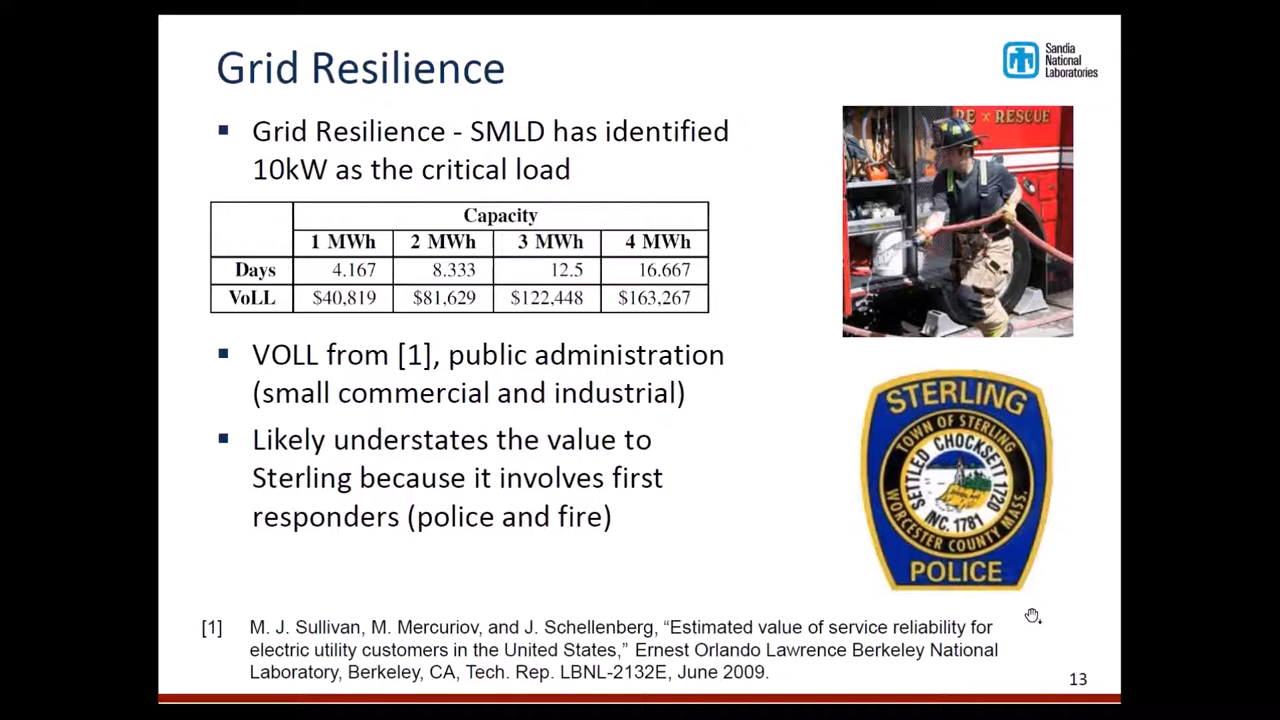 Grid Resilience
Sandia
National
Laboratories
Grid Resilience - SMLD has identified
10kW as the critical load
Capacity
1 MWh 2 MWh 3 MWh 4 MWh
Days 4.167 8.333 12.5 16.667
VoLL $40,819 $81,629 $122,448 $163,267
VOLL from [1], public administration
(small commercial and industrial)
Likely understates the value to
Sterling because it involves first
responders (police and fire)
RE RESCUE
STERLING
TOWN OF STERLING
SETTLED CHOCKSETT 1720
INC. 1781
WORCESTER COUNTY MASS.
POLICE
[1] M. J. Sullivan, M. Mercuriov, and J. Schellenberg, “Estimated value of service reliability for
electric utility customers in the United States,” Ernest Orlando Lawrence Berkeley National
Laboratory, Berkeley, CA, Tech. Rep. LBNL-2132E, June 2009.
13